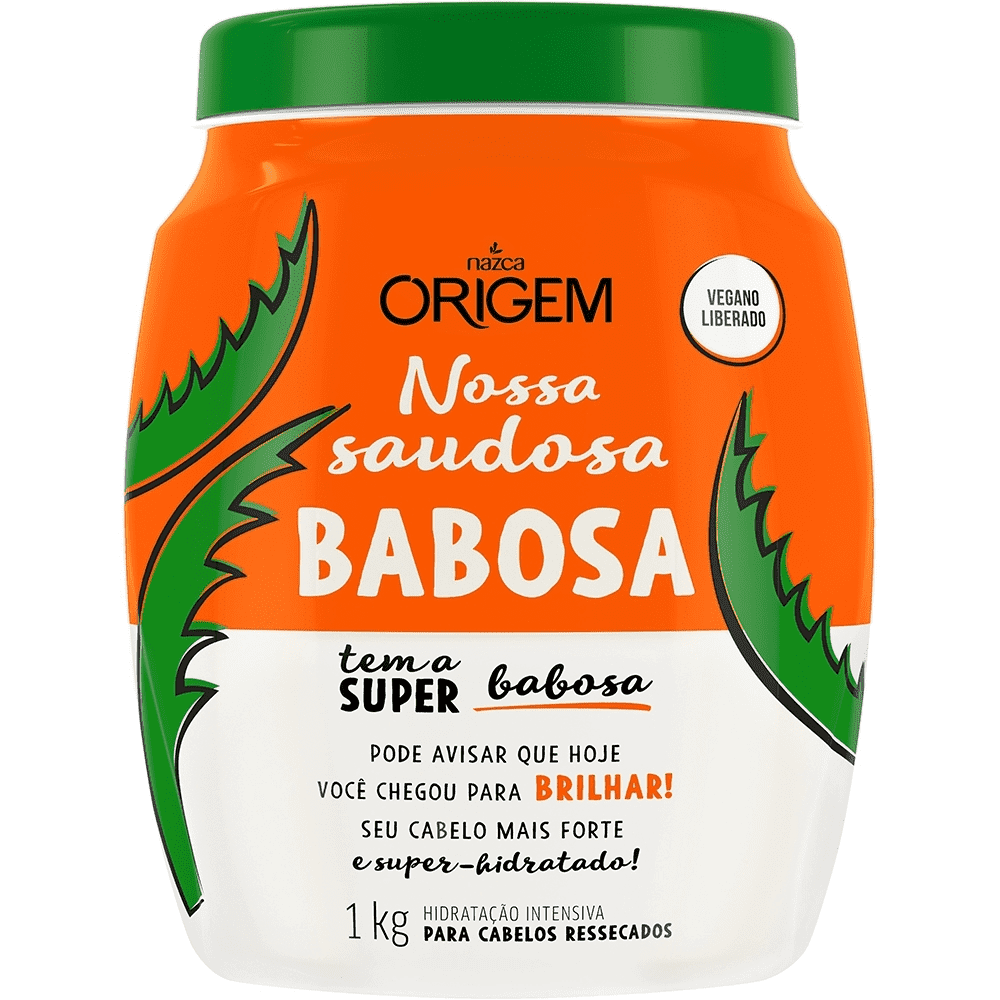 nazca
ORIGEM
VEGANO
LIBERADO
Nossa
saudosa
BABOSA
tem a
SUPER babosa
PODE AVISAR QUE HOJE
VOCÊ CHEGOU PARA BRILHAR!
SEU CABELO MAIS FORTE
e super-hidratado!
1 kg HIDRATAÇÃO INTENSIVA
PARA CABELOS RESSECADOS